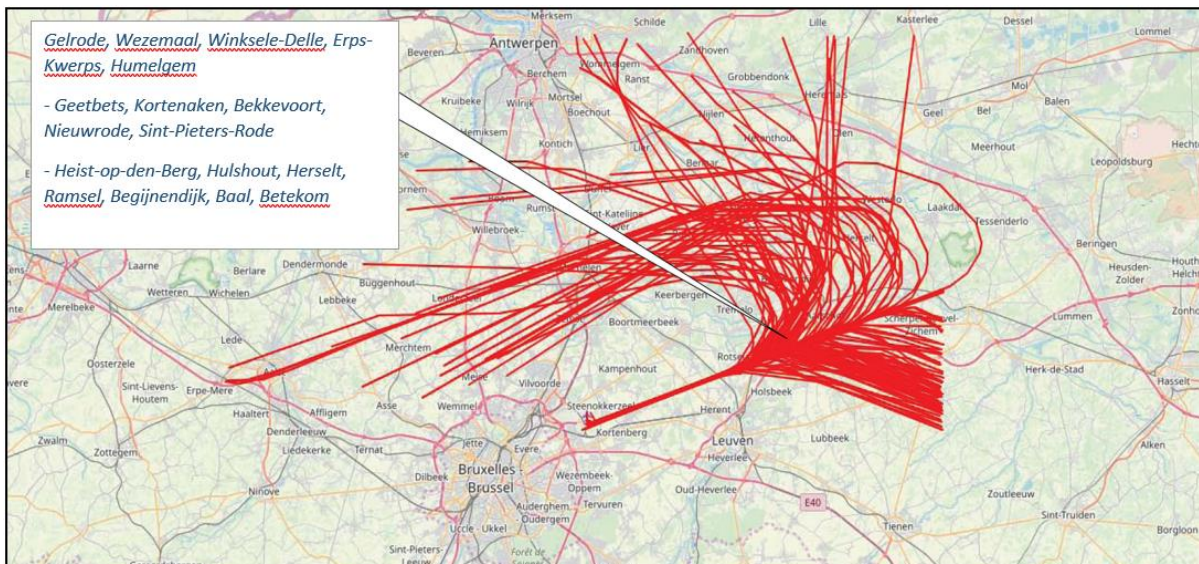 Gelrode, Wezemaal, Winksele-Delle, Erps-
Kwerps, Humelgem
- Geetbets, Kortenaken, Bekkevoort,
Nieuwrode, Sint-Pieters-Rode
- Heist-op-den-Berg, Hulshout, Herselt,
Ramsel, Begijnendijk, Baal, Betekom
Merksem
Schilde
Lille
Kasterlee
Dessel
Lommel
Beveren
Antwerpen
Wommelgem
Zandhoven
Ranst
Grobbendonk
Mol
Balen
Berchem
Kruibeke
Wilrijk
Mortsel
Boechout
Nijlen
Geel
Bel
Hemiksem
Kontich
Lier
Meerhout
Leopoldsburg
Rumst
Willebroek
Laakdal
Tessenderlo
Beringen
Heusden-
Zolder
Laarne
Berlare
Dendermonde
Wetteren
Wichelen
Buggenhout
Keerbergen
Merelbeke
Lebbeke
Boortmeerbeek
Lummen
Lede
Merchtem
Oosterzele
Kampenhout
Herk-de-Stad
Hasselt
Sint-Lievens-
Houtem
Erpe-Mere
Vilvoorde
Holsbeek
Haaltert
Affligem
Asse
Wemmel
Steenokkerzeel
Herent
Zwalm
Denderleeuw
Liedekerke
Ternat
Jette
Evere
Kortenberg
Leuven
Lubbeek
Alken
Zottegem
Heverlee
Dilbeek
Bruxelles -
Brussel
Wezembeek-
Oppem
Ninove
Auderghem -
Oudergem
Tervuren
Oud-Heverlee
E40
Zoutleeuw
Uccle - Ukkel
Tienen
Sint-Truiden
Borgloon
Sint-Pieters-
Leeuw
Forêt de